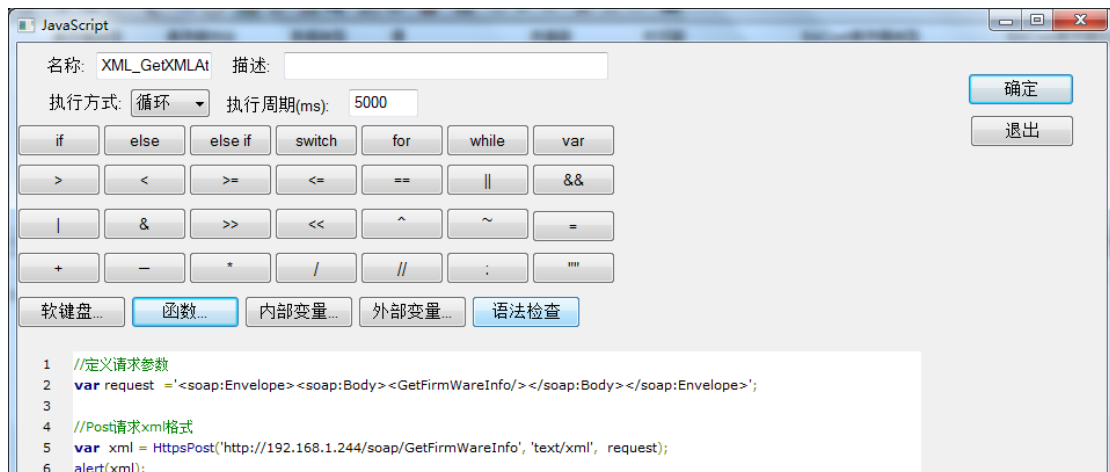 JavaScript
名称: XML_GetXMLAt 描述:
执行方式: 循环 执行周期(ms): 5000
确定
退出
if else else if switch for while var
> < >= <= == || &&
| & >> << ^ ~ =
+ — * / // : ""
软键盘... 函数... 内部变量... 外部变量... 语法检查
1 //定义请求参数
2 var request ='<soap:Envelope><soap:Body><GetFirmWareInfo/></soap:Body></soap:Envelope>';
3
4 //Post请求xml格式
5 var xml = HttpsPost('http://192.168.1.244/soap/GetFirmWareInfo', 'text/xml', request);
6 alert(xml);